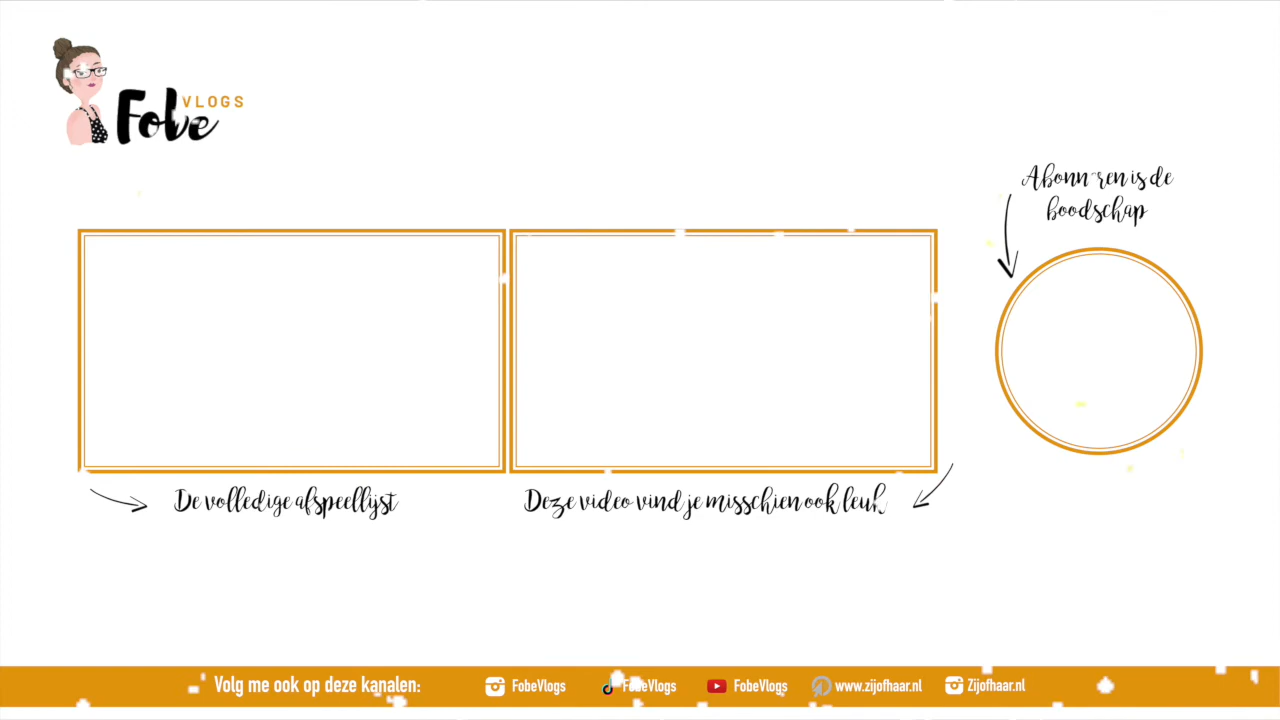 VLOGS
Fobe
Abonneren is de
boodschap
De volledige afspeellijst
Deze video vind je misschien ook leuk
Volg me ook op deze kanalen:
FobeVlogs
FobeVlogs
FobeVlogs
www.zijofhaar.nl
Zijofhaar.nl